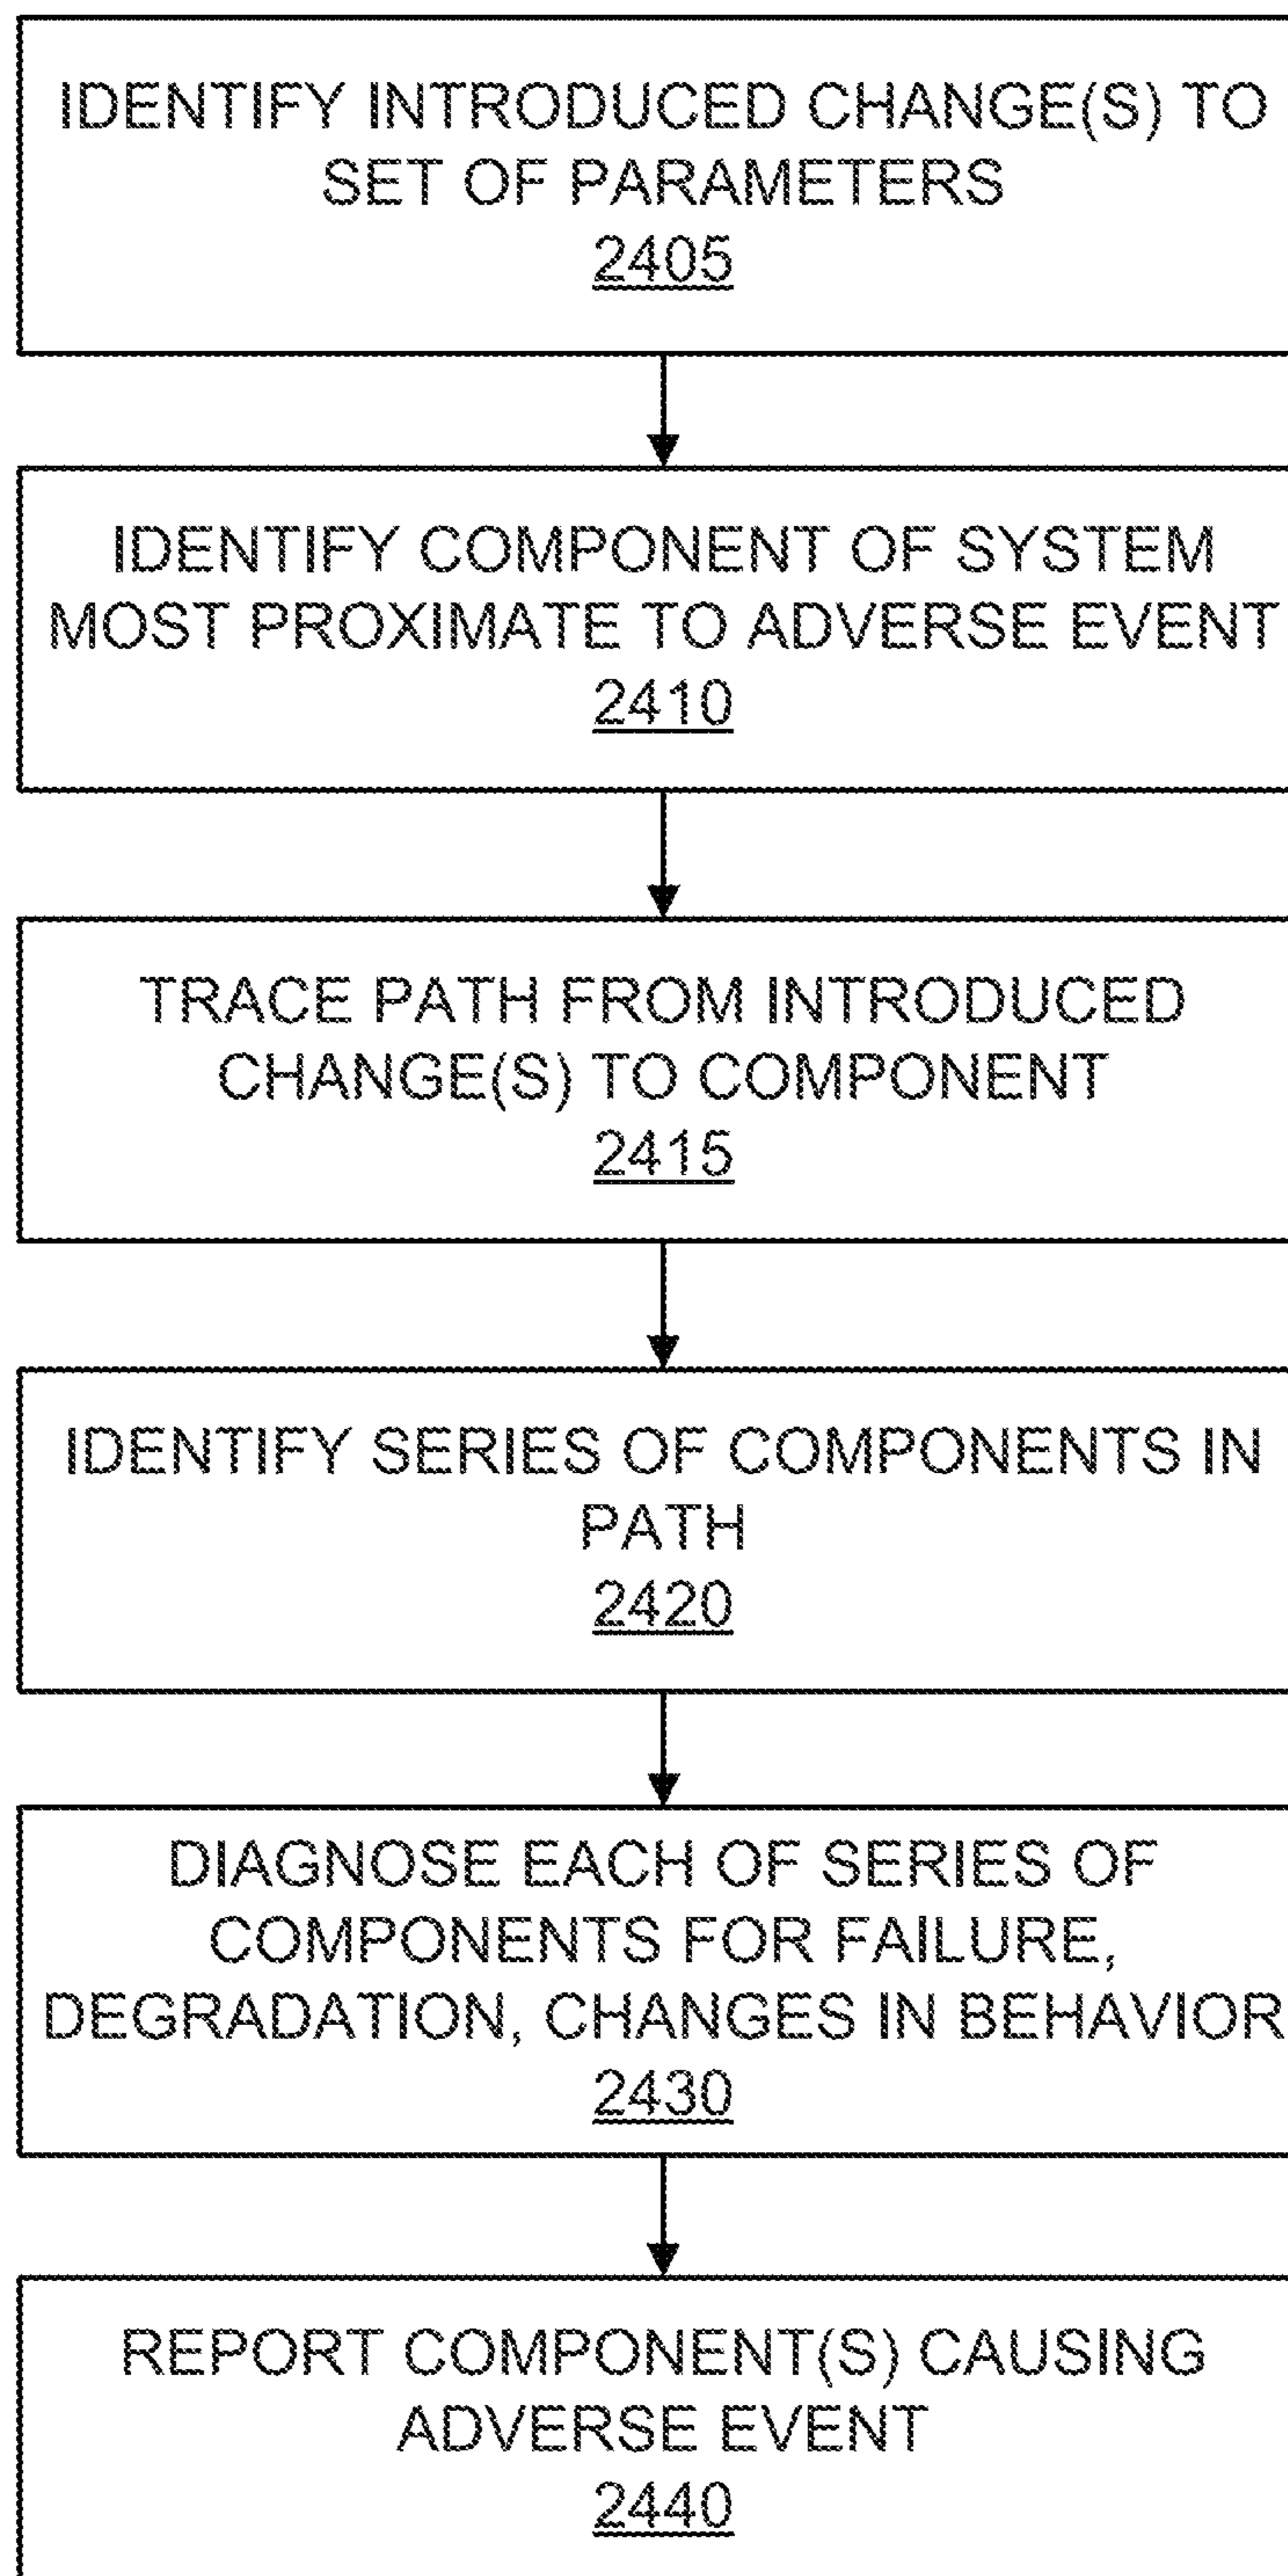 IDENTIFY INTRODUCED CHANGE(S) TO
SET OF PARAMETERS
2405
IDENTIFY COMPONENT OF SYSTEM
MOST PROXIMATE TO ADVERSE EVENT
2410
TRACE PATH FROM INTRODUCED
CHANGE(S) TO COMPONENT
2415
IDENTIFY SERIES OF COMPONENTS IN
PATH
2420
DIAGNOSE EACH OF SERIES OF
COMPONENTS FOR FAILURE,
DEGRADATION, CHANGES IN BEHAVIOR
2430
REPORT COMPONENT(S) CAUSING
ADVERSE EVENT
2440